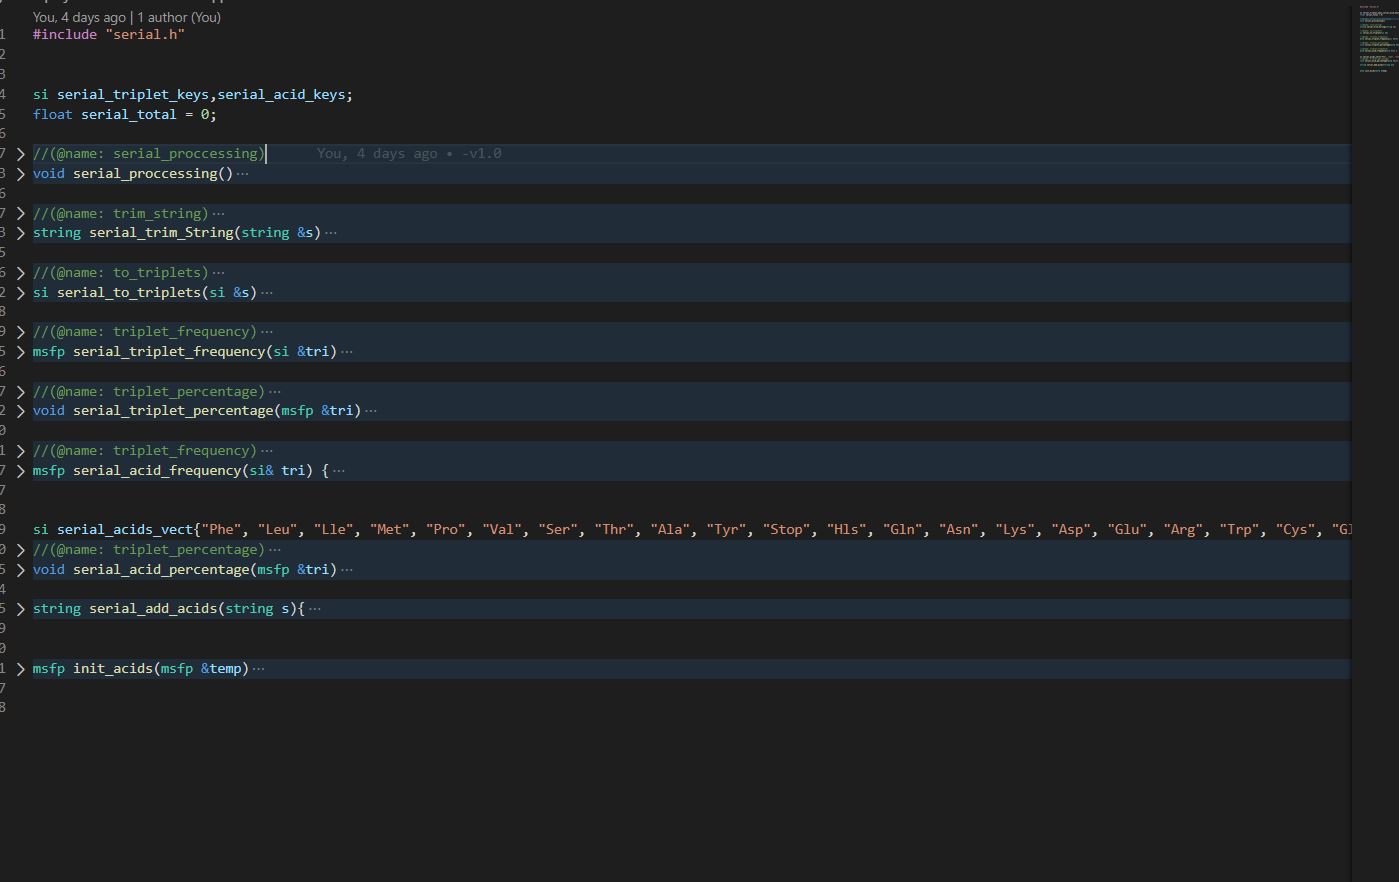 You, 4 days ago | 1 author (You)
1 #include "serial.h"
2
3
4 si serial_triplet_keys,serial_acid_keys;
5 float serial_total = 0;
6
7 //(@name: serial_proccessing) You, 4 days ago • -v1.0
3 void serial_proccessing()···
6
7 //(@name: trim_string)···
3 string serial_trim_String(string &s)···
5
6 //(@name: to_triplets)···
2 si serial_to_triplets(si &s)···
8
9 //(@name: triplet_frequency)···
5 msfp serial_triplet_frequency(si &tri)···
6
7 //(@name: triplet_percentage)···
2 void serial_triplet_percentage(msfp &tri)···
0
1 //(@name: triplet_frequency)···
7 msfp serial_acid_frequency(si& tri) {···
7
8
9 si serial_acids_vect{"Phe", "Leu", "Lle", "Met", "Pro", "Val", "Ser", "Thr", "Ala", "Tyr", "Stop", "Hls", "Gln", "Asn", "Lys", "Asp", "Glu", "Arg", "Trp", "Cys", "Gl
0 //(@name: triplet_percentage)···
5 void serial_acid_percentage(msfp &tri)···
4
5 string serial_add_acids(string s){···
9
0
1 msfp init_acids(msfp &temp)···
7
8